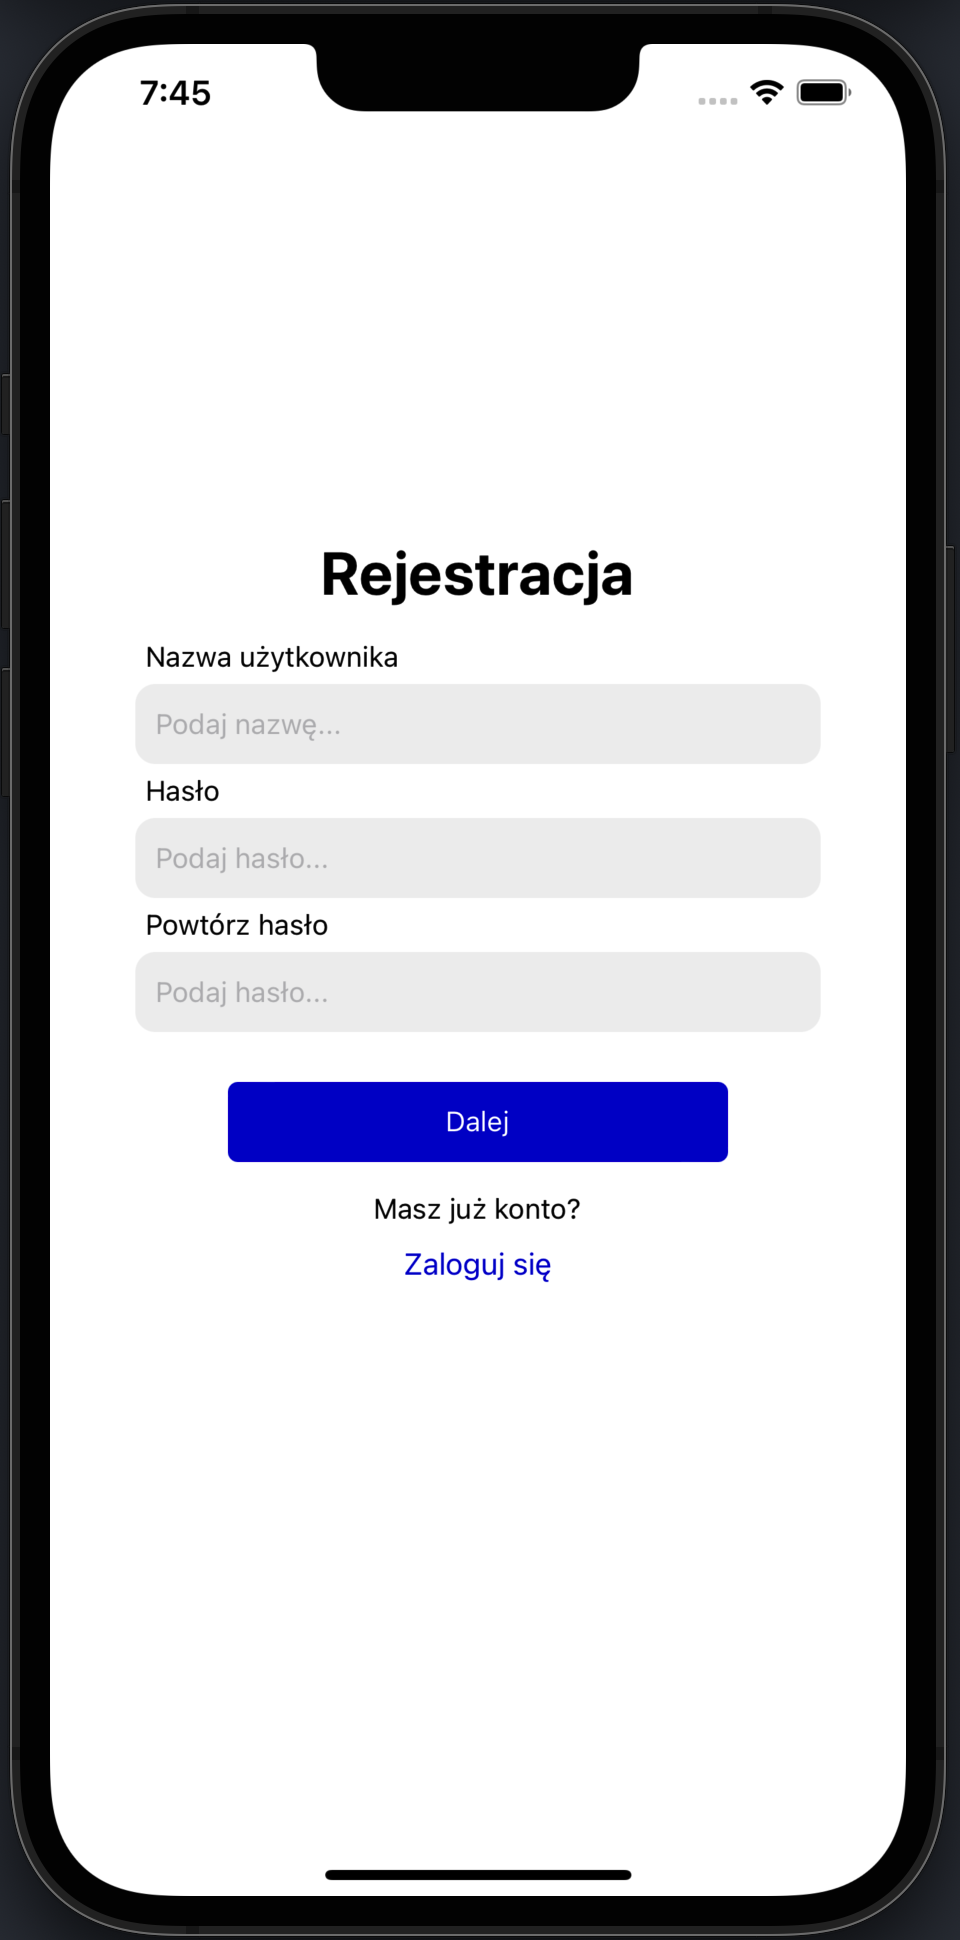 7:45
Rejestracja
Nazwa użytkownika
Podaj nazwę...
Hasło
Podaj hasło...
Powtórz hasło
Podaj hasło...
Dalej
Masz już konto?
Zaloguj się